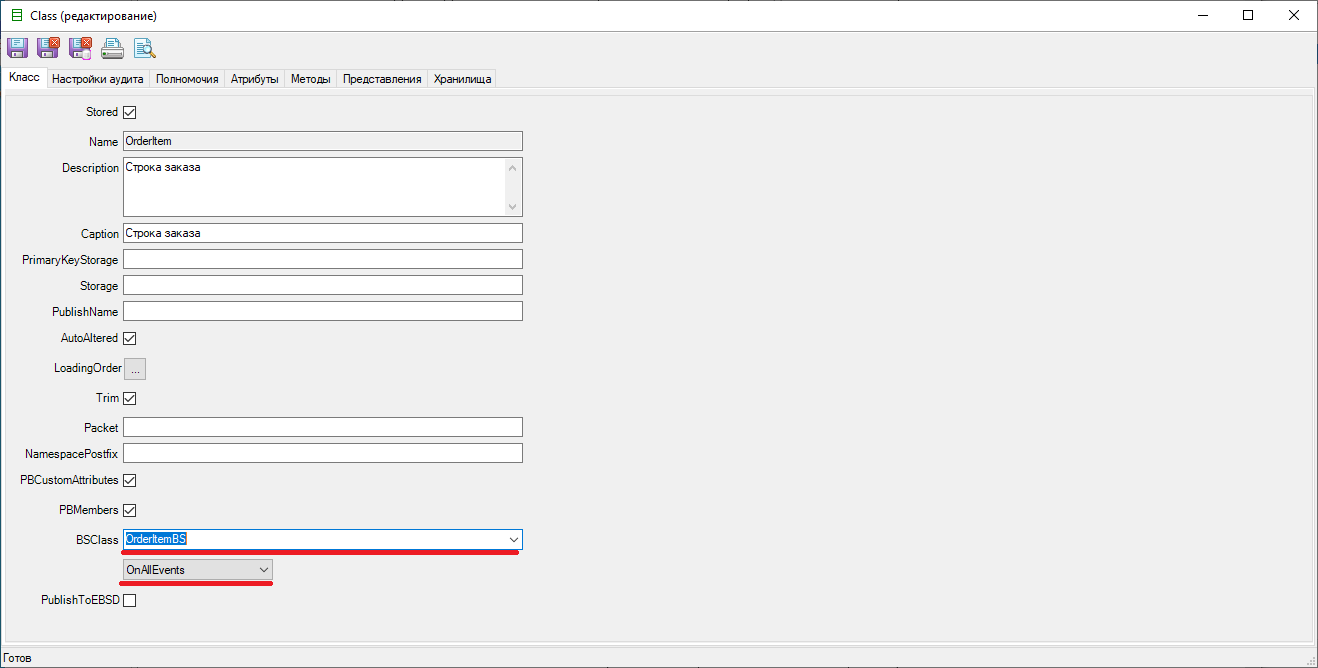 Class (редактирование)
Класс Настройки аудита Полномочия Атрибуты Методы Представления Хранилища
Stored
Name OrderItem
Description Строка заказа
Caption Строка заказа
PrimaryKeyStorage
Storage
PublishName
AutoAltered
LoadingOrder ...
Trim
Packet
NamespacePostfix
PBCustomAttributes
PBMembers
BSClass OrderItemBS
OnAllEvents
PublishToEBSD
Готов